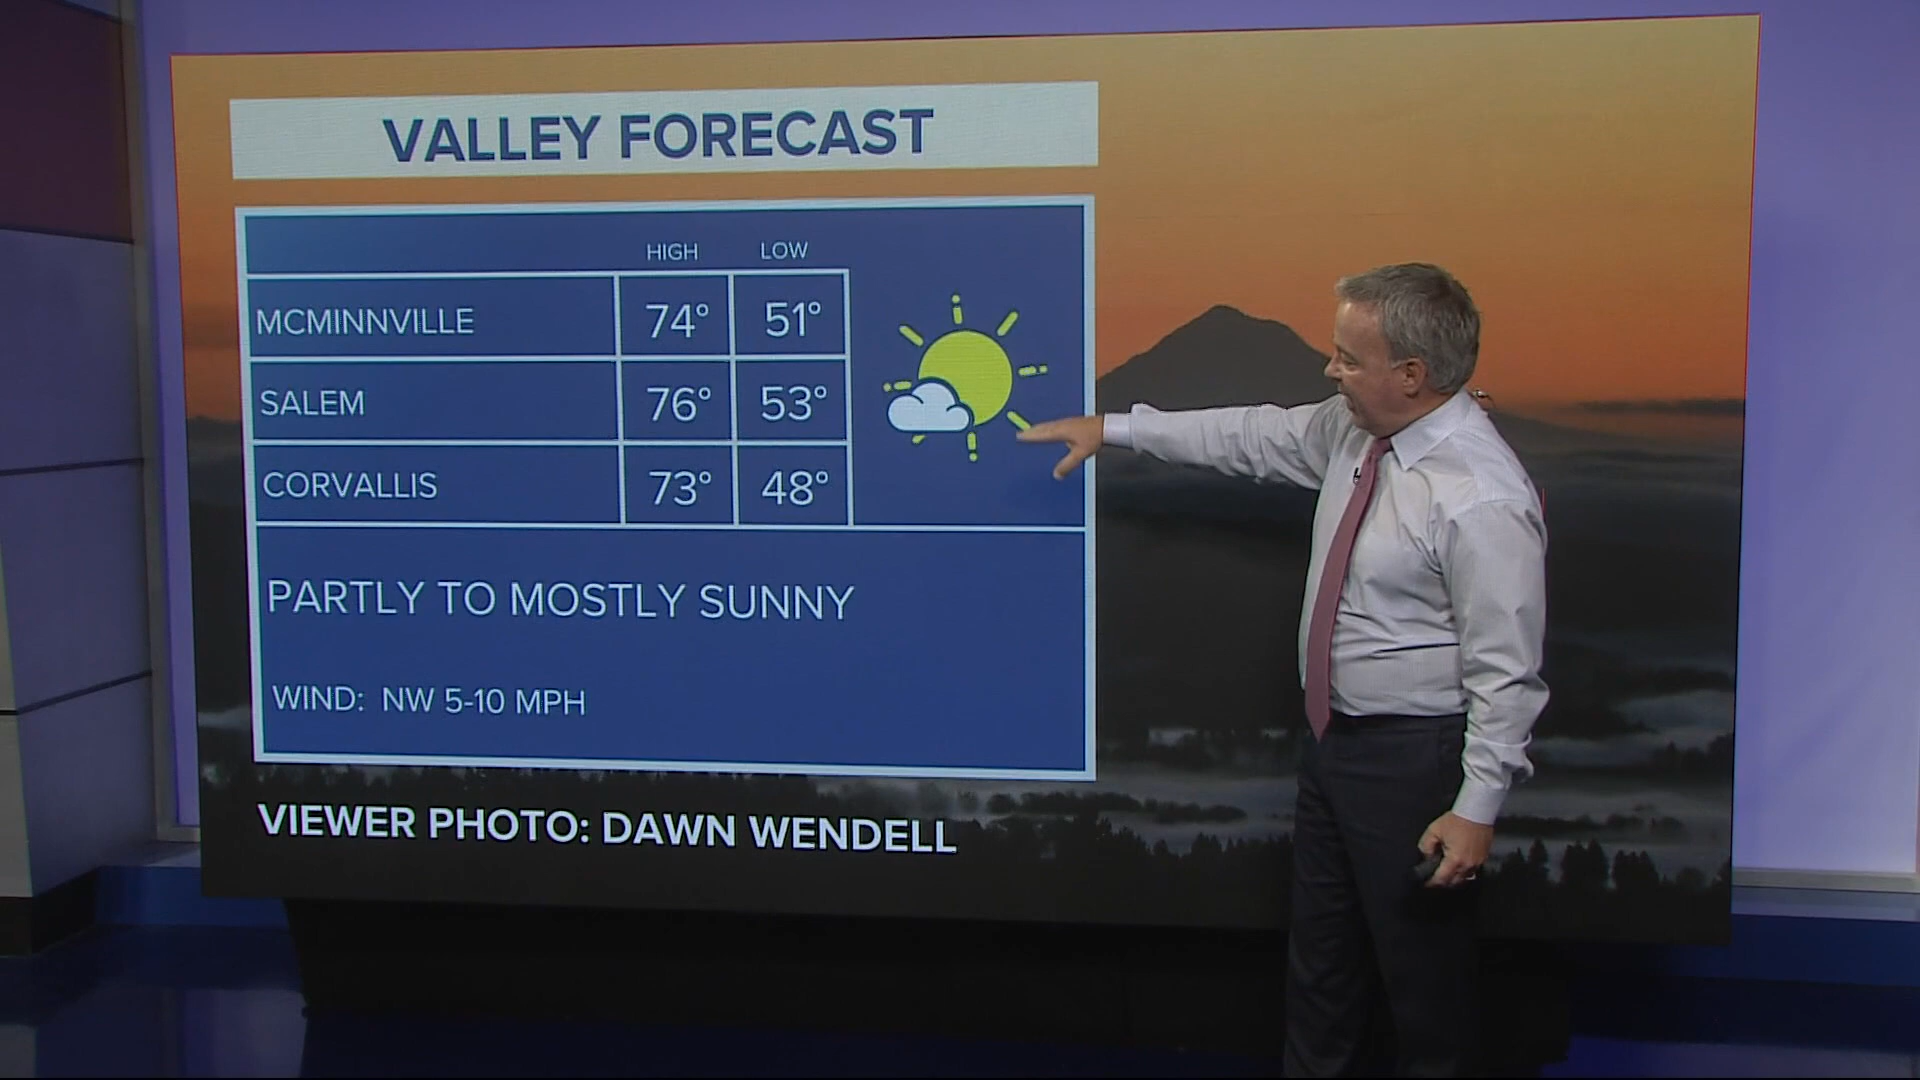 VALLEY FORECAST
HIGH LOW
MCMINNVILLE 74° 51°
SALEM 76° 53°
CORVALLIS 73° 48°
PARTLY TO MOSTLY SUNNY
WIND: NW 5-10 MPH
VIEWER PHOTO: DAWN WENDELL